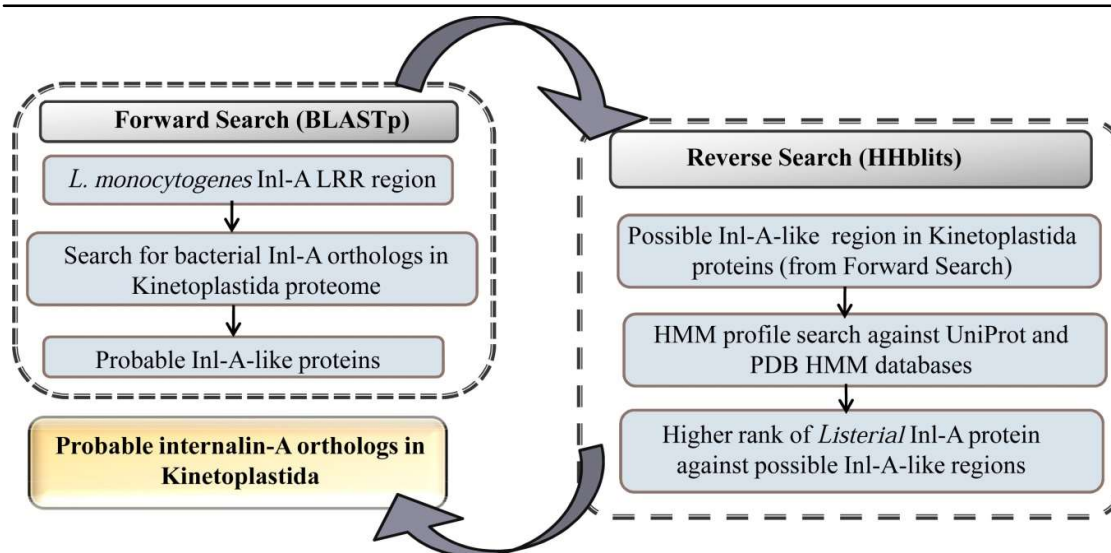 Forward Search (BLASTp)
L. monocytogenes Inl-A LRR region
Search for bacterial Inl-A orthologs in
Kinetoplastida proteome
Probable Inl-A-like proteins
Probable internalin-A orthologs in
Kinetoplastida
Reverse Search (HHblits)
Possible Inl-A-like region in Kinetoplastida
proteins (from Forward Search)
HMM profile search against UniProt and
PDB HMM databases
Higher rank of Listerial Inl-A protein
against possible Inl-A-like regions